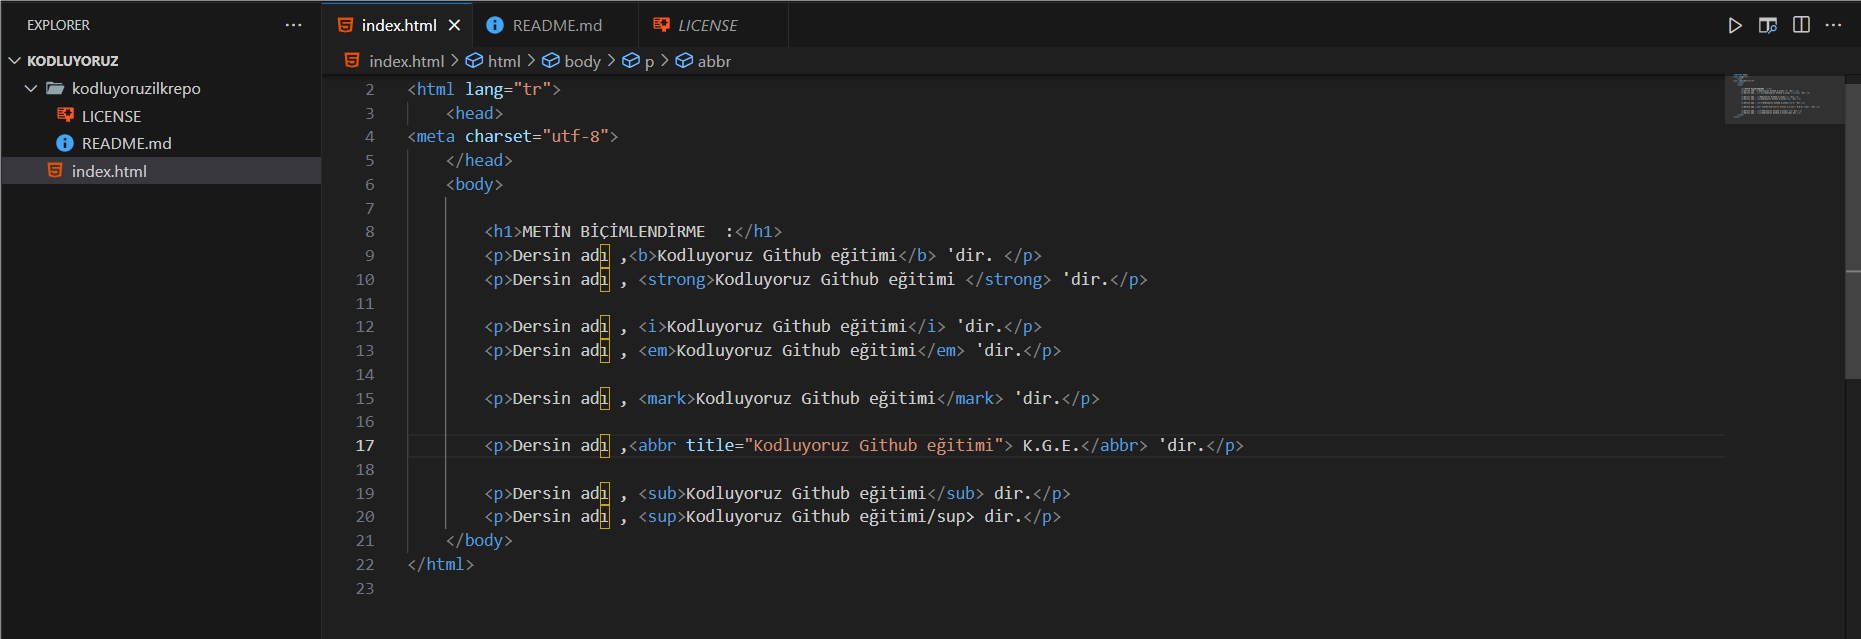 EXPLORER ···
KODLUYORUZ
kodluyoruzilkrepo
LICENSE
README.md
index.html
index.html README.md LICENSE
index.html > html > body > p > abbr
2 <html lang="tr">
3 <head>
4 <meta charset="utf-8">
5 </head>
6 <body>
7
8 <h1>METİN BİÇİMLENDİRME  :</h1>
9 <p>Dersin adı ,<b>Kodluyoruz Github eğitimi</b> 'dir. </p>
10 <p>Dersin adı , <strong>Kodluyoruz Github eğitimi </strong> 'dir.</p>
11
12 <p>Dersin adı , <i>Kodluyoruz Github eğitimi</i> 'dir.</p>
13 <p>Dersin adı , <em>Kodluyoruz Github eğitimi</em> 'dir.</p>
14
15 <p>Dersin adı , <mark>Kodluyoruz Github eğitimi</mark> 'dir.</p>
16
17 <p>Dersin adı ,<abbr title="Kodluyoruz Github eğitimi"> K.G.E.</abbr> 'dir.</p>
18
19 <p>Dersin adı , <sub>Kodluyoruz Github eğitimi</sub> dir.</p>
20 <p>Dersin adı , <sup>Kodluyoruz Github eğitimi/sup> dir.</p>
21 </body>
22 </html>
23